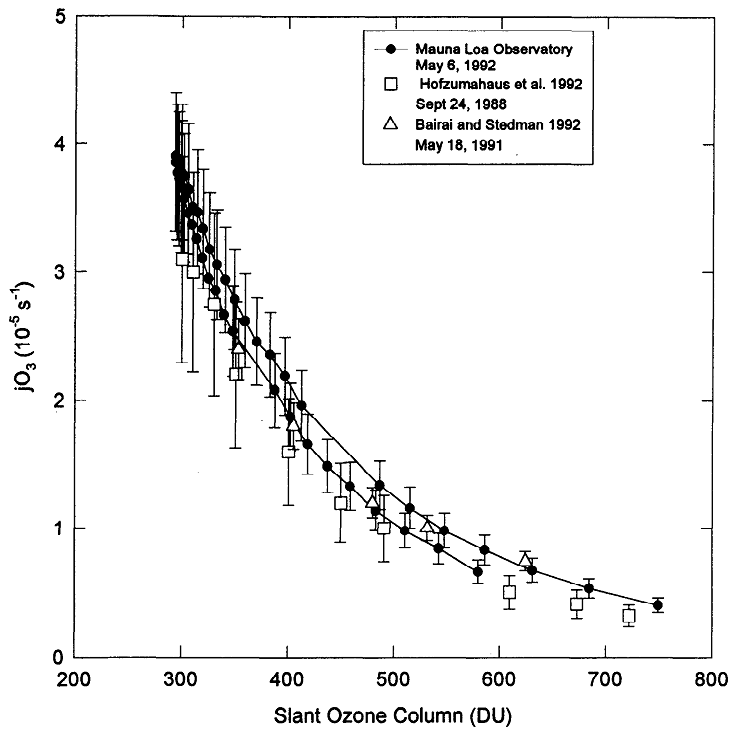 5
4
3
2
1
0
jO3 (10-5 s-1)
Mauna Loa Observatory
May 6, 1992
Hofzumahaus et al. 1992
Sept 24, 1988
Bairai and Stedman 1992
May 18, 1991
200 300 400 500 600 700 800
Slant Ozone Column (DU)